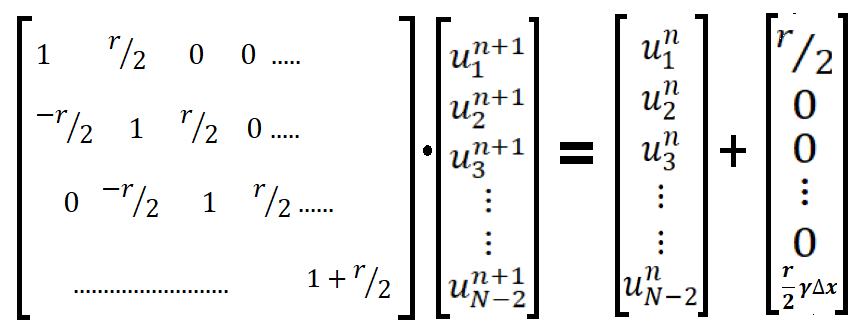 [ 1 r/2 0 0 ..... ; −r/2 1 r/2 0 ..... ; 0 −r/2 1 r/2 ...... ; ........................... 1 + r/2 ] · [ u_1^{n+1} ; u_2^{n+1} ; u_3^{n+1} ; ⋮ ; ⋮ ; u_{N−2}^{n+1} ] = [ u_1^n ; u_2^n ; u_3^n ; ⋮ ; ⋮ ; u_{N−2}^n ] + [ r/2 ; 0 ; 0 ; ⋮ ; 0 ; r/2 γΔx ]